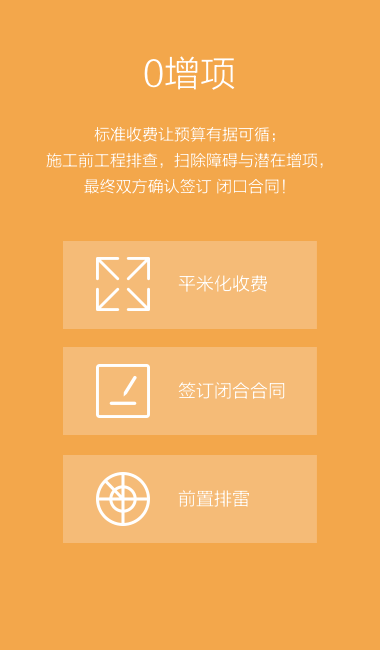 0增项
标准收费让预算有据可循；
施工前工程排查，扫除障碍与潜在增项，
最终双方确认签订 闭口合同！
平米化收费
签订闭合合同
前置排雷